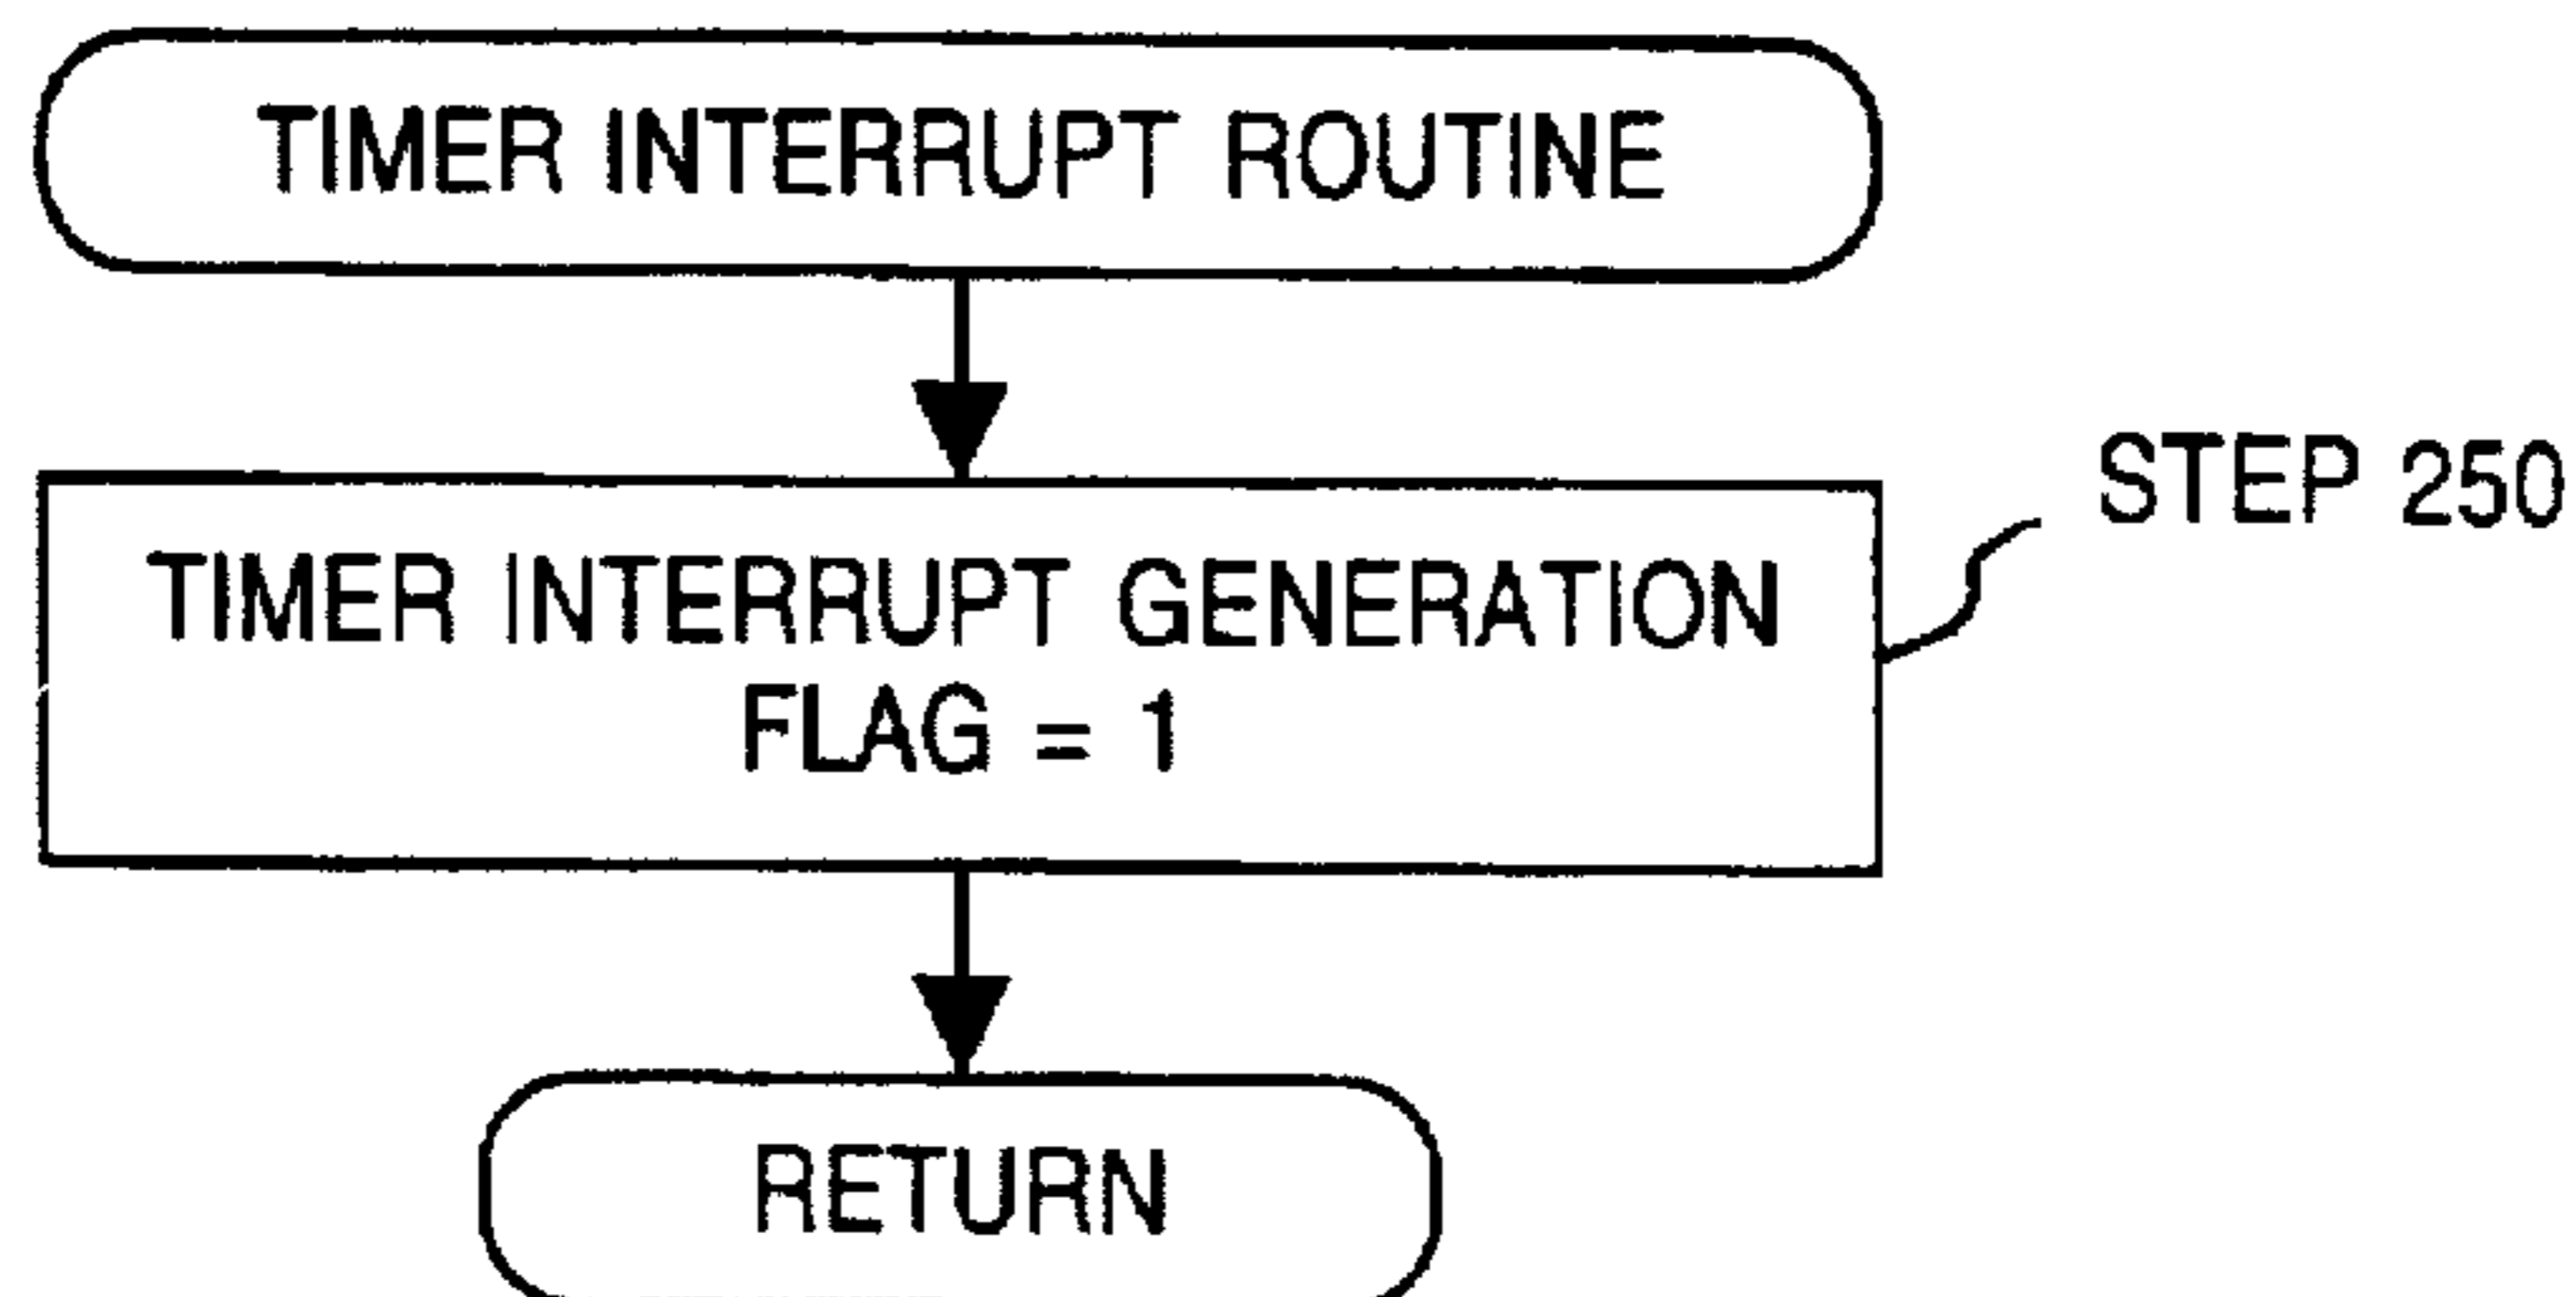 TIMER INTERRUPT ROUTINE
STEP 250
TIMER INTERRUPT GENERATION
FLAG = 1
RETURN